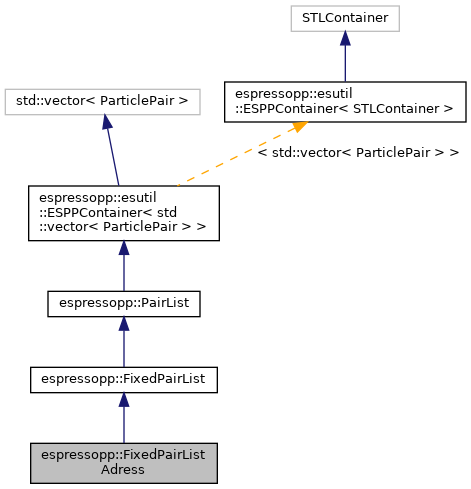 STLContainer
std::vector< ParticlePair >
espressopp::esutil
::ESPPContainer< STLContainer >
< std::vector< ParticlePair > >
espressopp::esutil
::ESPPContainer< std
::vector< ParticlePair > >
espressopp::PairList
espressopp::FixedPairList
espressopp::FixedPairList
Adress